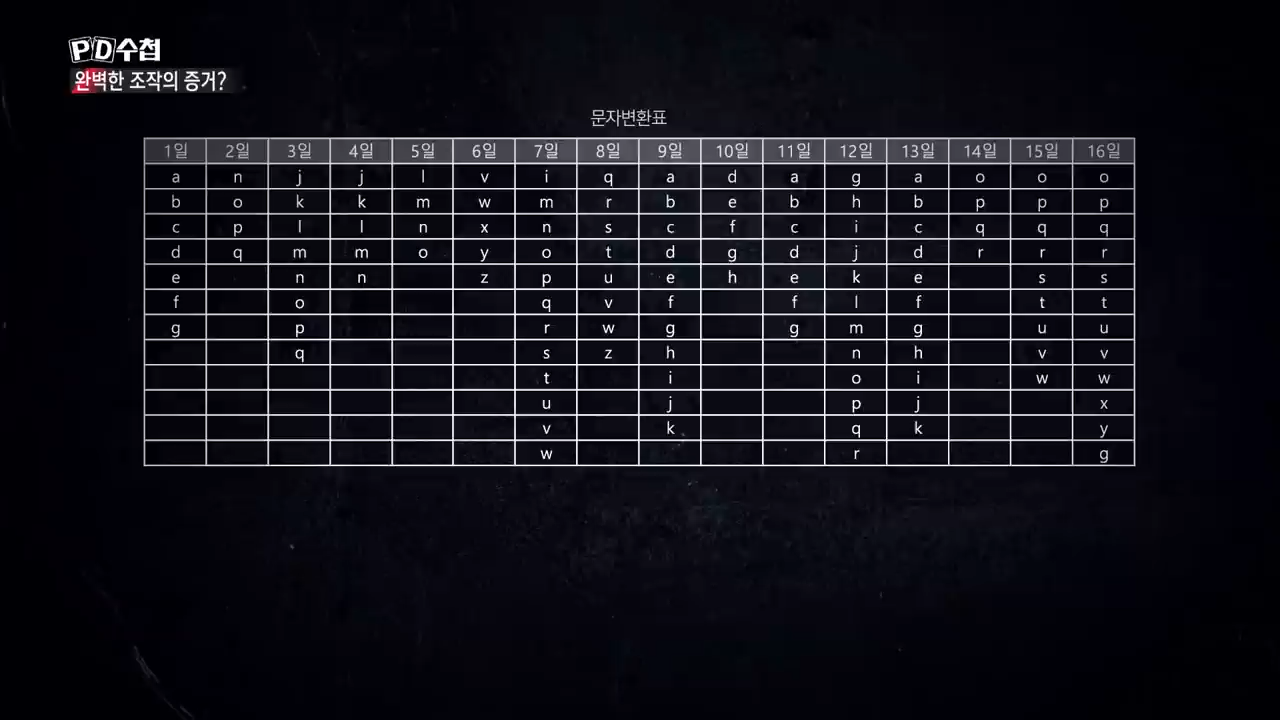 PD수첩
완벽한 조작의 증거?
문자변환표
1일 2일 3일 4일 5일 6일 7일 8일 9일 10일 11일 12일 13일 14일 15일 16일
a n j j l v i q a d a g a o o o
b o k k m w m r b e b h b p p p
c p l l n x n s c f c i c q q q
d q m m o y o t d g d j d r r r
e n n z p u e h e k e s s
f o q v f f l f t t
g p r w g g m g u u
q s z h n h v v
t i o i w w
u j p j x
v k q k y
w r g